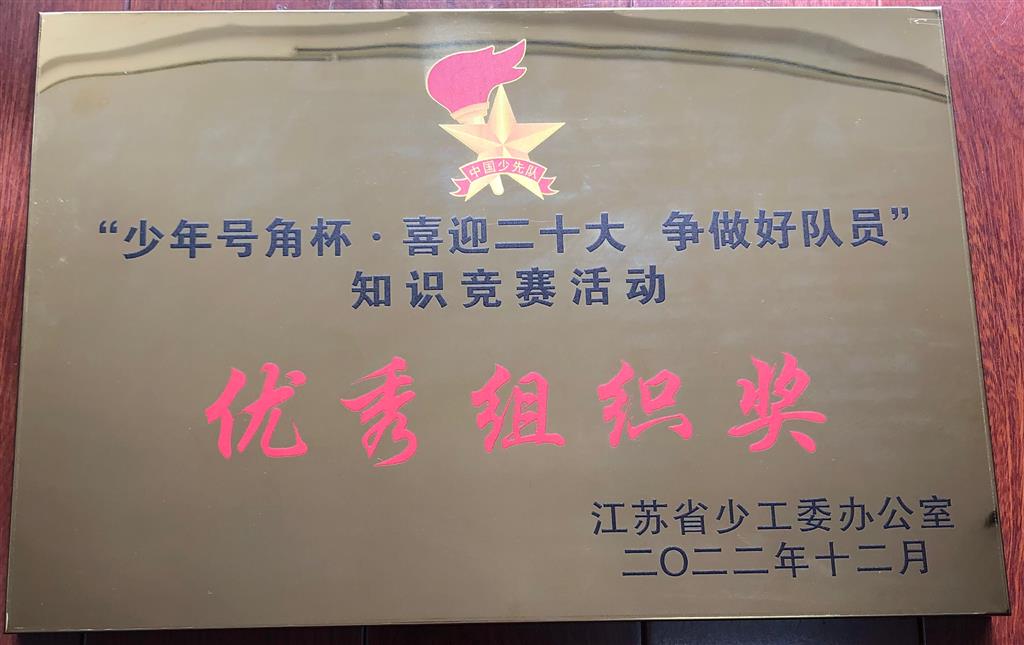 中国少先队
“少年号角杯·喜迎二十大 争做好队员”
知识竞赛活动
优秀组织奖
江苏省少工委办公室
二〇二二年十二月